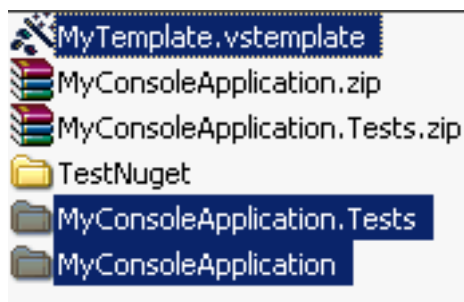 MyTemplate.vstemplate
MyConsoleApplication.zip
MyConsoleApplication.Tests.zip
TestNuget
MyConsoleApplication.Tests
MyConsoleApplication